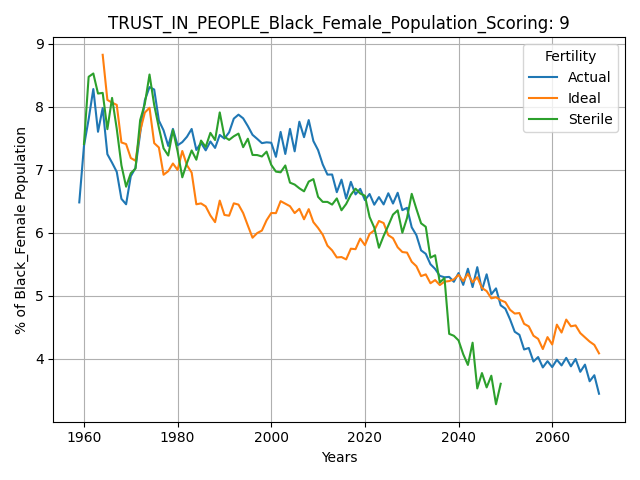 TRUST_IN_PEOPLE_Black_Female_Population_Scoring: 9
% of Black_Female Population
9
8
7
6
5
4
Fertility
Actual
Ideal
Sterile
1960
1980
2000
2020
2040
2060
Years